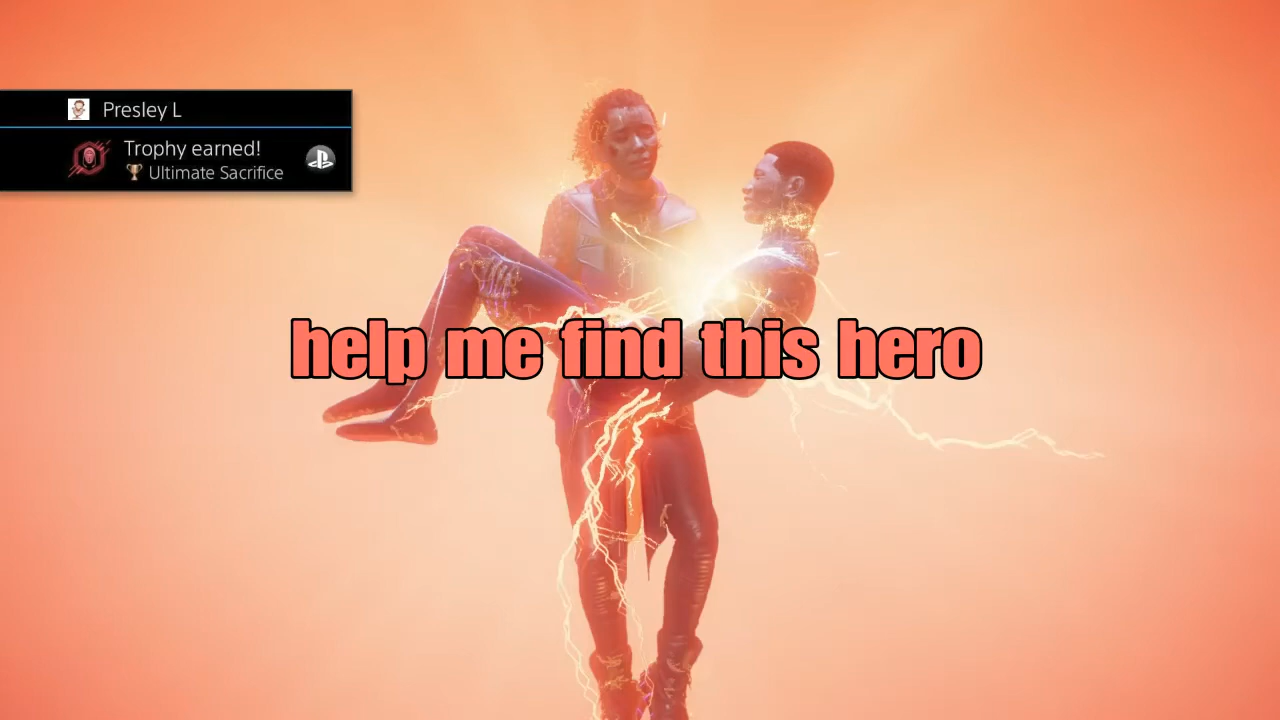 Presley L
Trophy earned!
Ultimate Sacrifice
help me find this hero